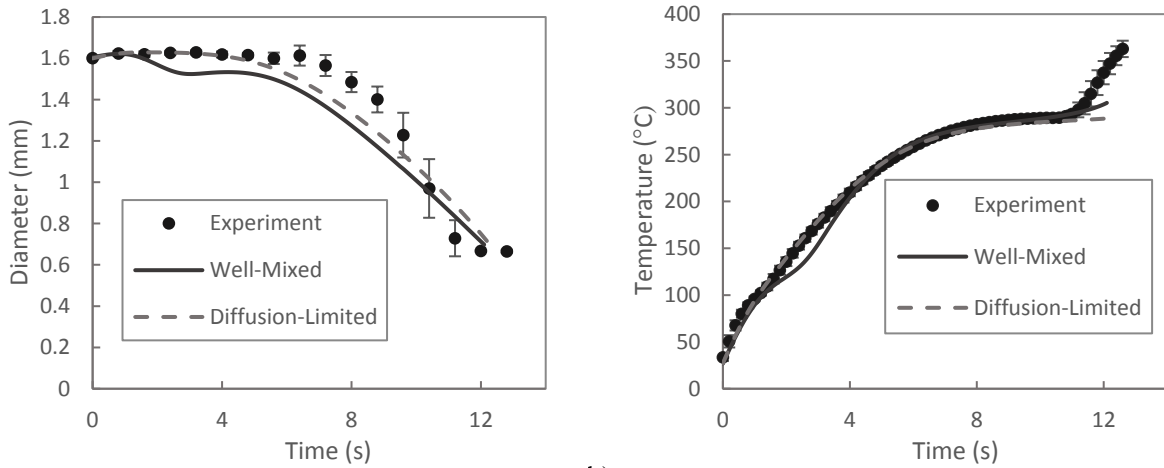 1.8
1.6
1.4
1.2
1
0.8
0.6
0.4
0.2
0
0 4 8 12
Diameter (mm)
Time (s)
Experiment
Well-Mixed
Diffusion-Limited
400
350
300
250
200
150
100
50
0
0 4 8 12
Temperature (°C)
Time (s)
Experiment
Well-Mixed
Diffusion-Limited